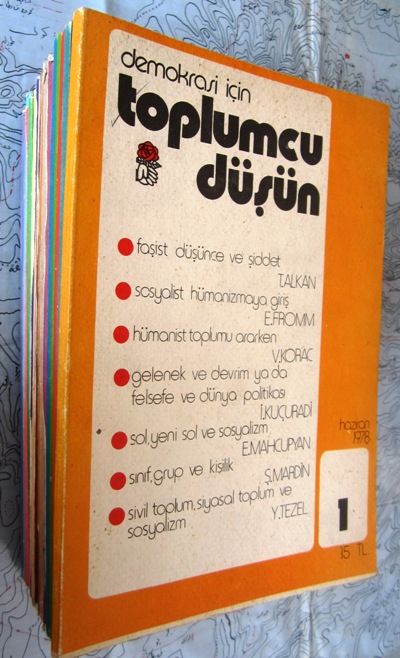 demokrasi için
toplumcu
düşün
faşist düşünce ve şiddet
T.ALKAN
sosyalist hümanizmaya giriş
E.FROMM
hümanist toplumu ararken
V.KORAC
gelenek ve devrim ya da
felsefe ve dünya politikası
İ.KUÇURADİ
sol, yeni sol ve sosyalizm
E.MAHCUPYAN
sınıf, grup ve kişilik
Ş.MARDİN
sivil toplum, siyasal toplum ve
sosyalizm
Y.TEZEL
haziran
1978
1
15 TL.